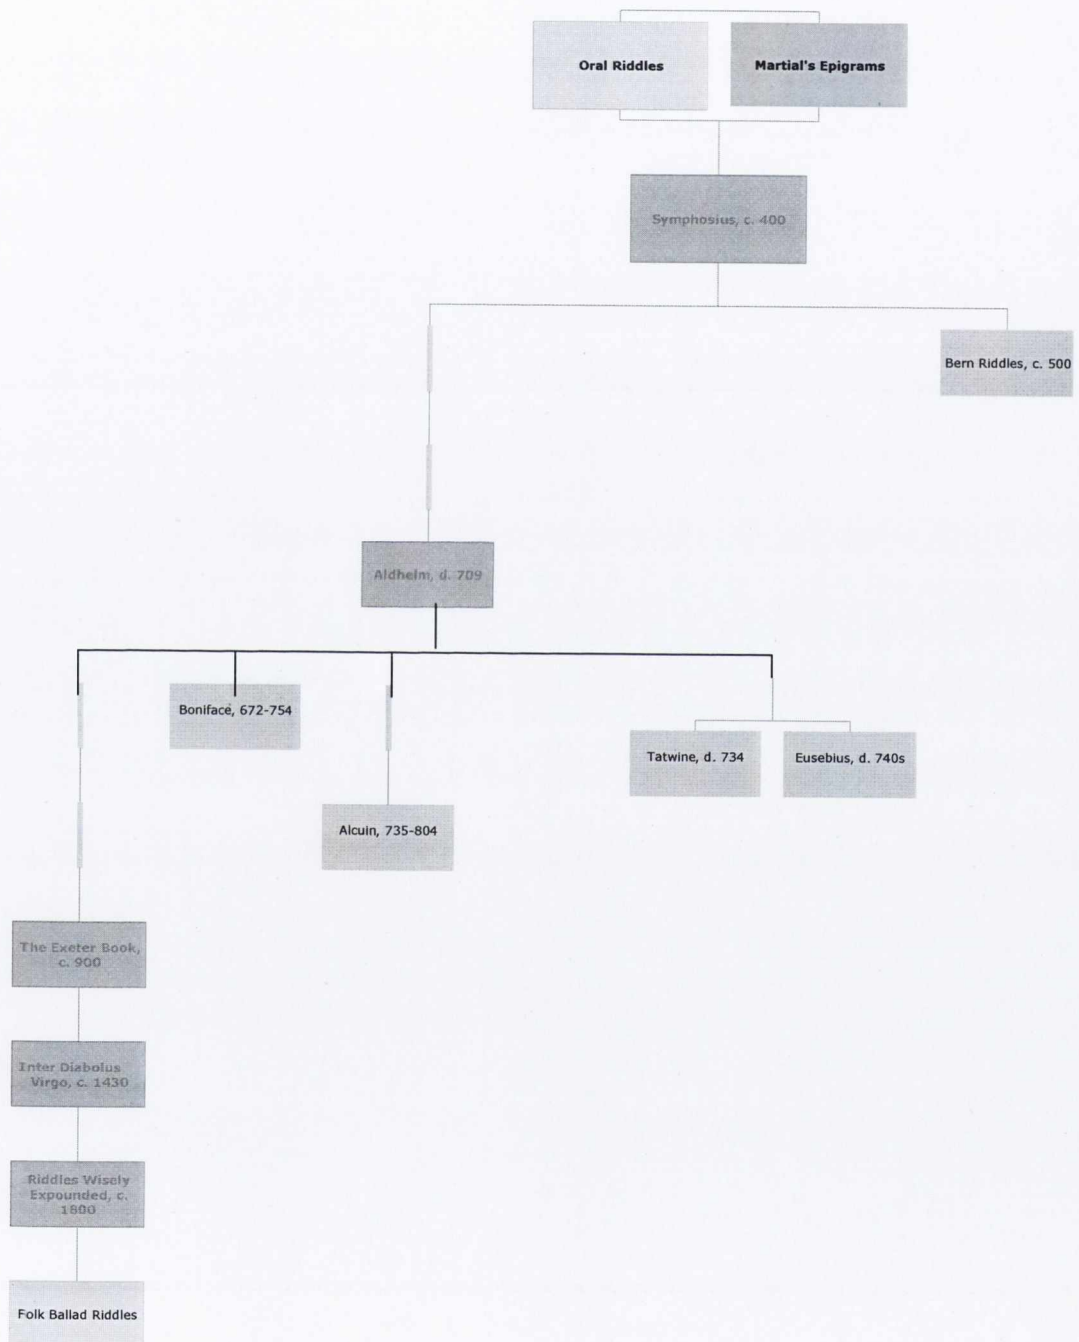 Oral Riddles
Martial's Epigrams
Symphosius, c. 400
Bern Riddles, c. 500
Aldhelm, d. 709
Boniface, 672-754
Tatwine, d. 734
Eusebius, d. 740s
Alcuin, 735-804
The Exeter Book,
c. 900
Inter Diabolus
Virgo, c. 1430
Riddles Wisely
Expounded, c.
1800
Folk Ballad Riddles